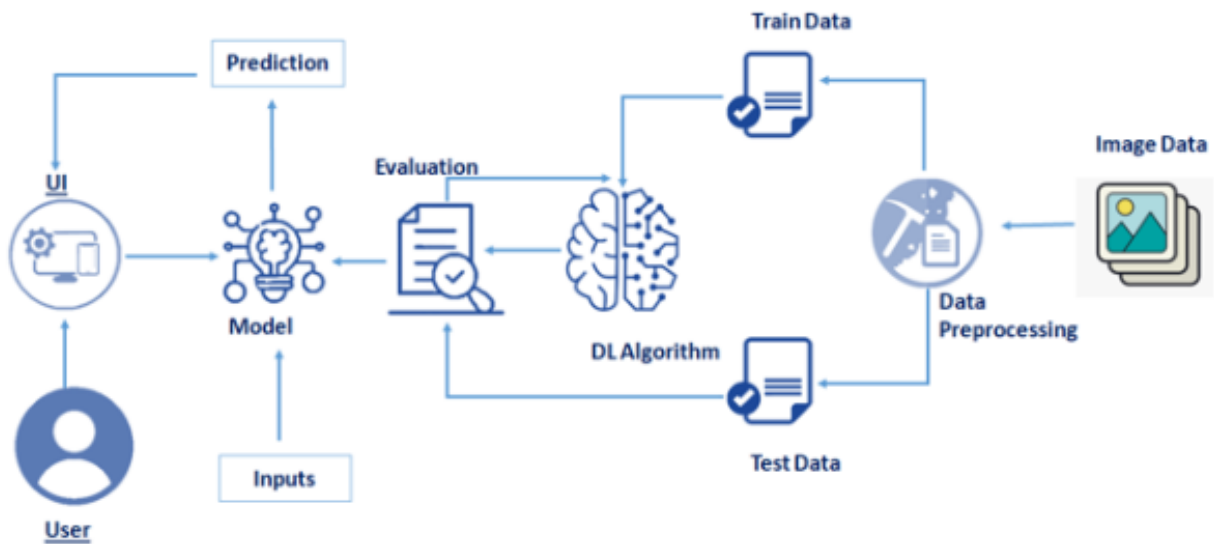 Train Data
Prediction
Image Data
Evaluation
UI
Model
Data
Preprocessing
DL Algorithm
Inputs
Test Data
User